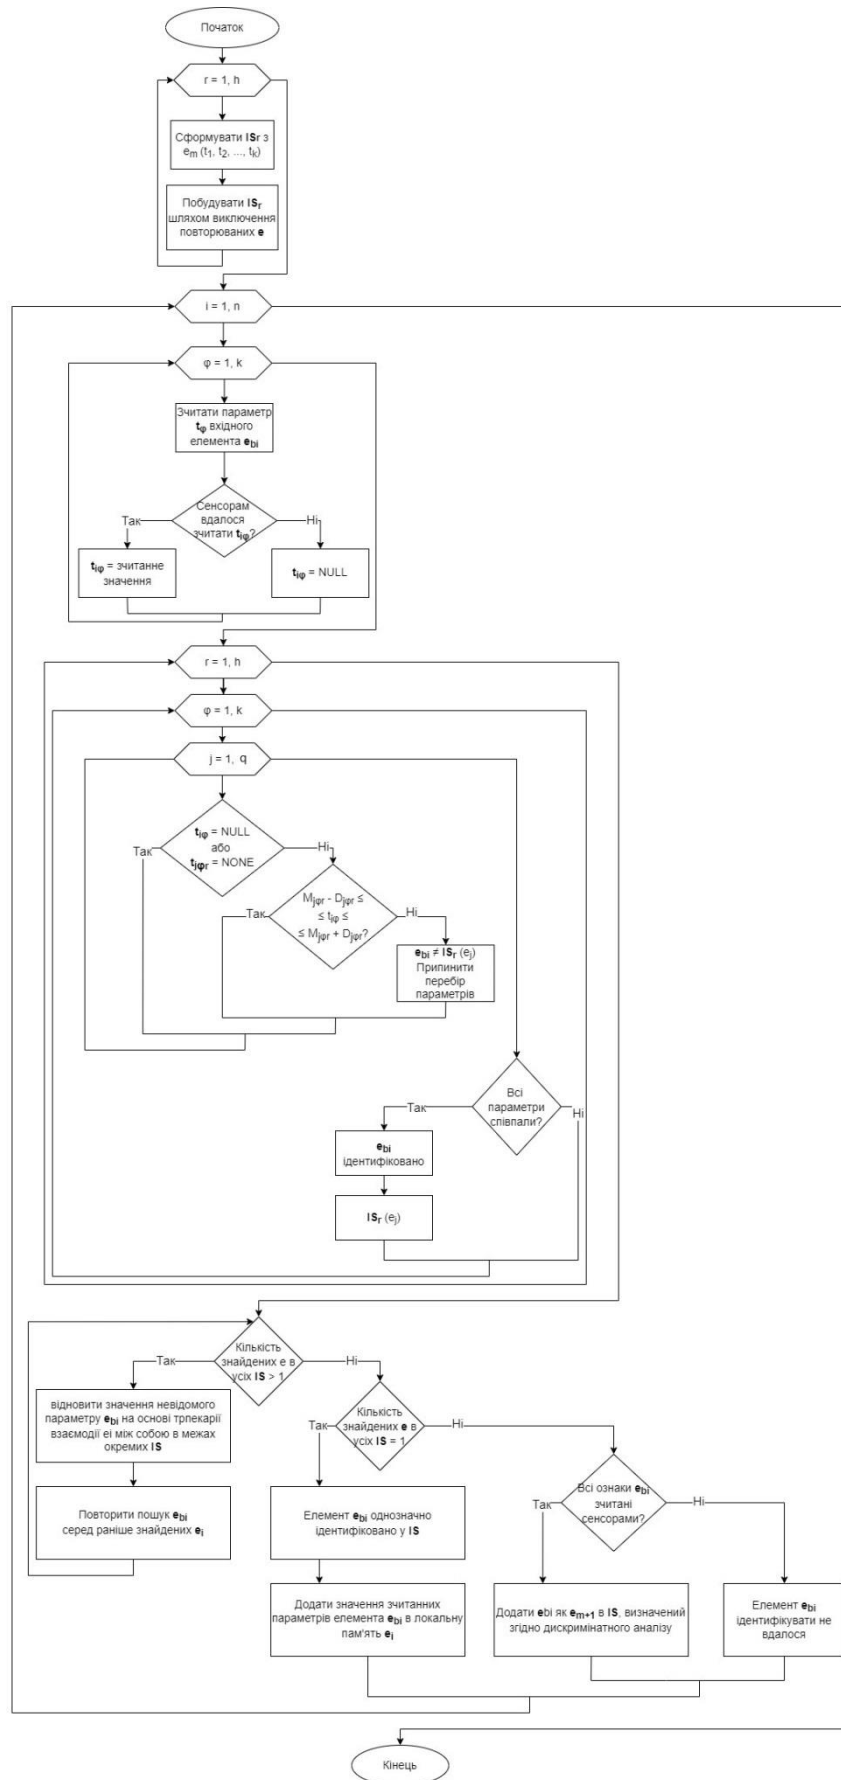 Початок
r = 1, h
Сформувати ISr з
em (t1, t2, ..., tk)
Побудувати ISr
шляхом виключення
повторюваних e
i = 1, n
φ = 1, k
Зчитати параметр
tφ вхідного
елемента ebi
Сенсорам
вдалося
зчитати tiφ?
Так
Ні
tiφ = зчитанне
значення
tiφ = NULL
r = 1, h
φ = 1, k
j = 1, q
tiφ = NULL
або
tjφr = NONE
Так
Ні
Mjφr - Djφr ≤
≤ tiφ ≤
≤ Mjφr + Djφr?
Так
Ні
ebi ≠ ISr (ej)
Припинити
перебір
параметрів
Всі
параметри
співпали?
Так
Ні
ebi
ідентифіковано
ISr (ej)
Кількість
знайдених e в
усіх IS > 1
Так
Ні
відновити значення невідомого
параметру ebi на основі трпекарії
взаємодії еі між собою в межах
окремих IS
Повторити пошук ebi
серед раніше знайдених ei
Кількість
знайдених e в
усіх IS = 1
Так
Ні
Елемент ebi однозначно
ідентифіковано у IS
Додати значення зчитанних
параметрів елемента ebi в локальну
пам'ять ei
Всі ознаки ebi
зчитані
сенсорами?
Так
Ні
Додати ebi як em+1 в IS, визначений
згідно дискримінатного аналізу
Елемент ebi
ідентифікувати не
вдалося
Кінець